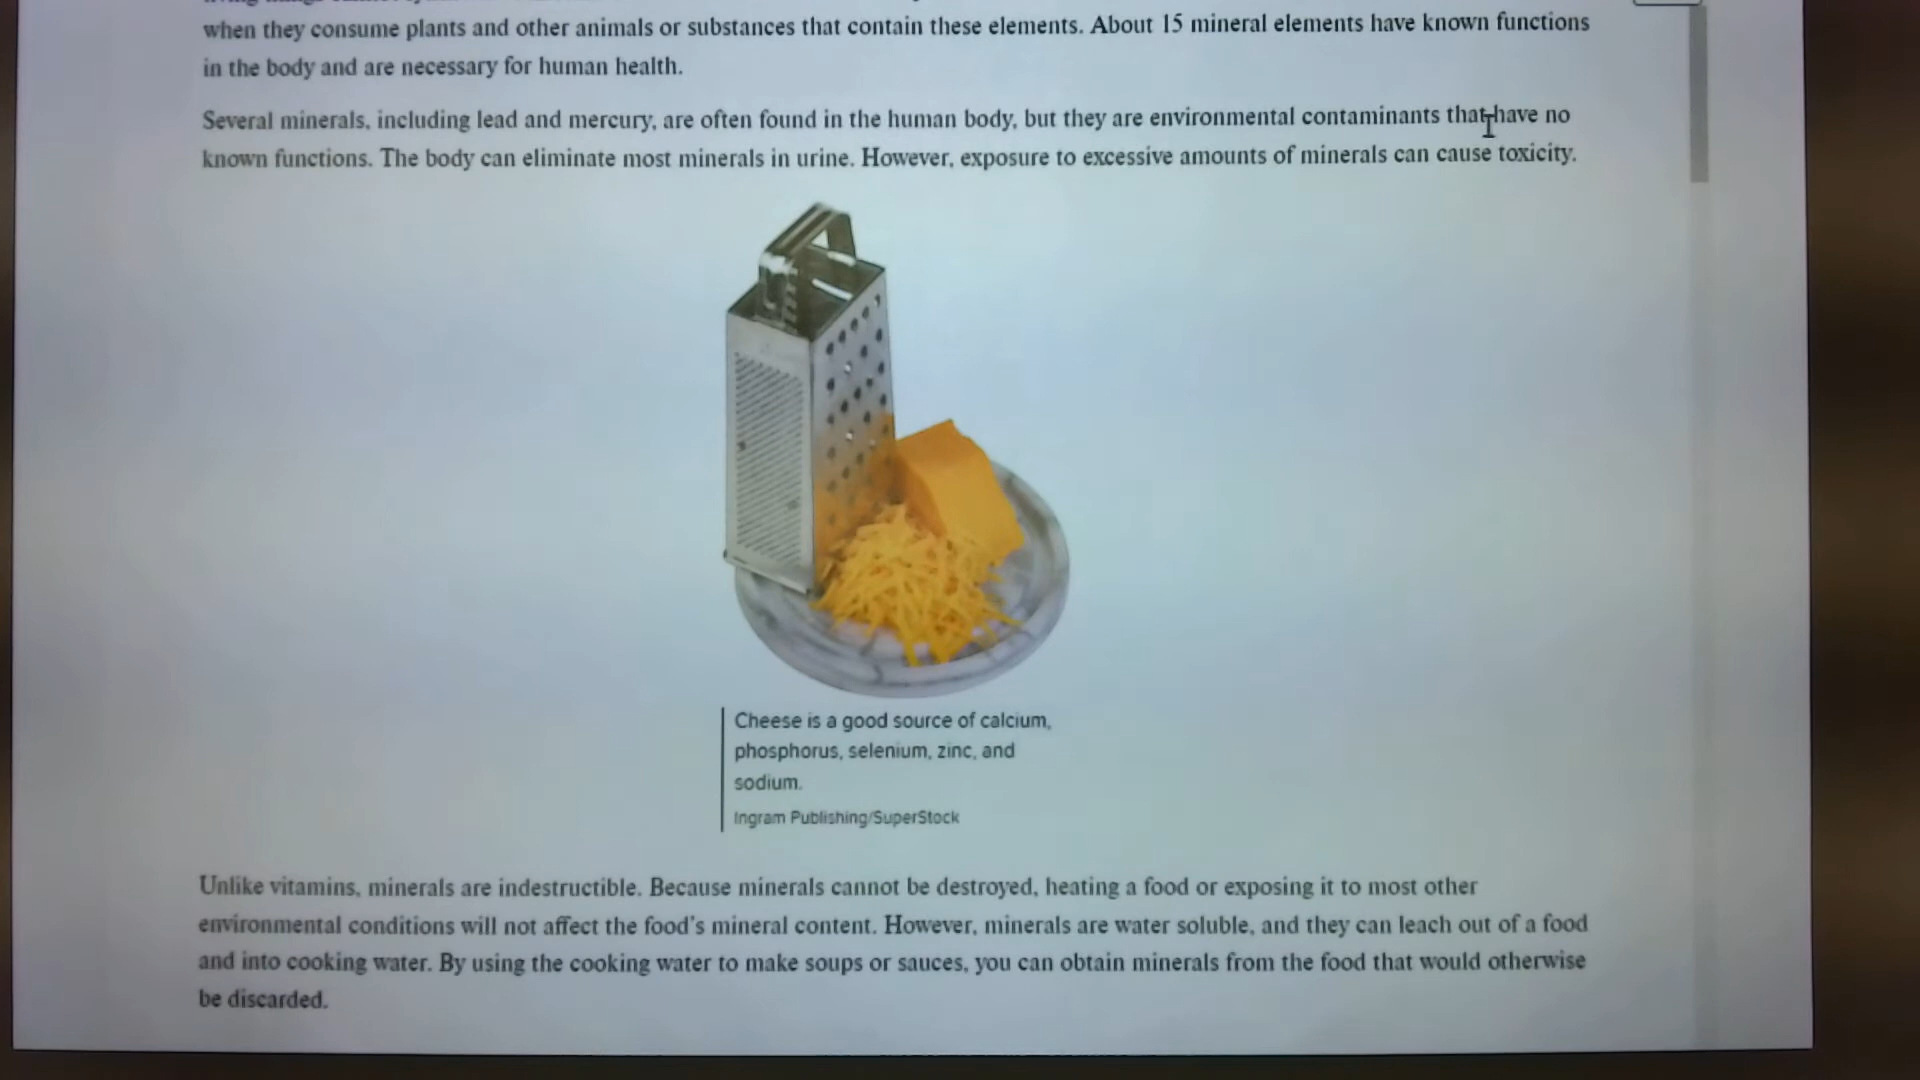 when they consume plants and other animals or substances that contain these elements. About 15 mineral elements have known functions
in the body and are necessary for human health.
Several minerals, including lead and mercury, are often found in the human body, but they are environmental contaminants that have no
known functions. The body can eliminate most minerals in urine. However, exposure to excessive amounts of minerals can cause toxicity.
Cheese is a good source of calcium,
phosphorus, selenium, zinc, and
sodium.
Ingram Publishing/SuperStock
Unlike vitamins, minerals are indestructible. Because minerals cannot be destroyed, heating a food or exposing it to most other
environmental conditions will not affect the food's mineral content. However, minerals are water soluble, and they can leach out of a food
and into cooking water. By using the cooking water to make soups or sauces, you can obtain minerals from the food that would otherwise
be discarded.